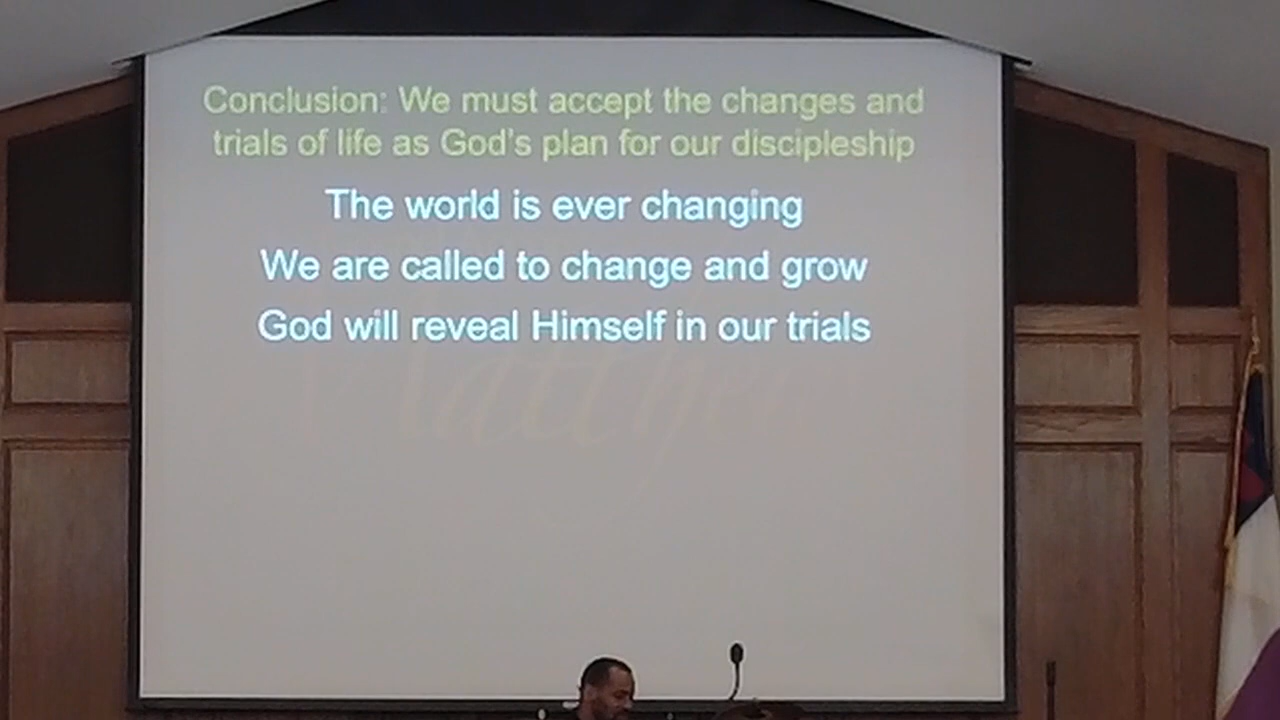 Conclusion: We must accept the changes and
trials of life as God's plan for our discipleship
The world is ever changing
We are called to change and grow
God will reveal Himself in our trials